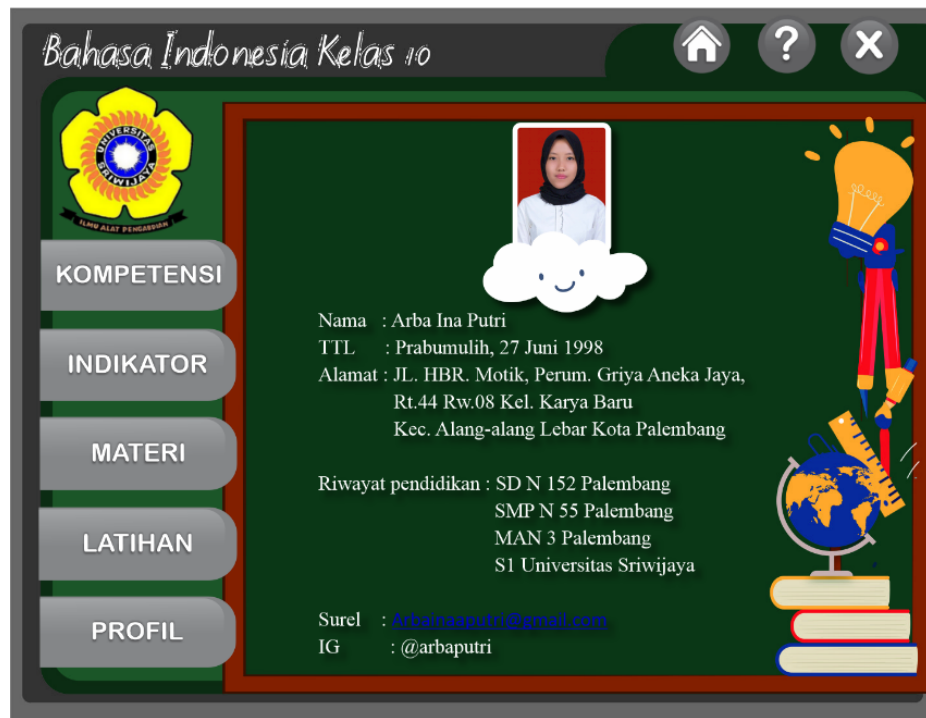 Bahasa Indonesia Kelas 10
UNIVERSITAS SRIWIJAYA
ILMU ALAT PENGABDIAN
KOMPETENSI
INDIKATOR
MATERI
LATIHAN
PROFIL
Nama : Arba Ina Putri
TTL : Prabumulih, 27 Juni 1998
Alamat : JL. HBR. Motik, Perum. Griya Aneka Jaya,
Rt.44 Rw.08 Kel. Karya Baru
Kec. Alang-alang Lebar Kota Palembang
Riwayat pendidikan : SD N 152 Palembang
SMP N 55 Palembang
MAN 3 Palembang
S1 Universitas Sriwijaya
Surel : Arbainaaputri@gmail.com
IG : @arbaputri